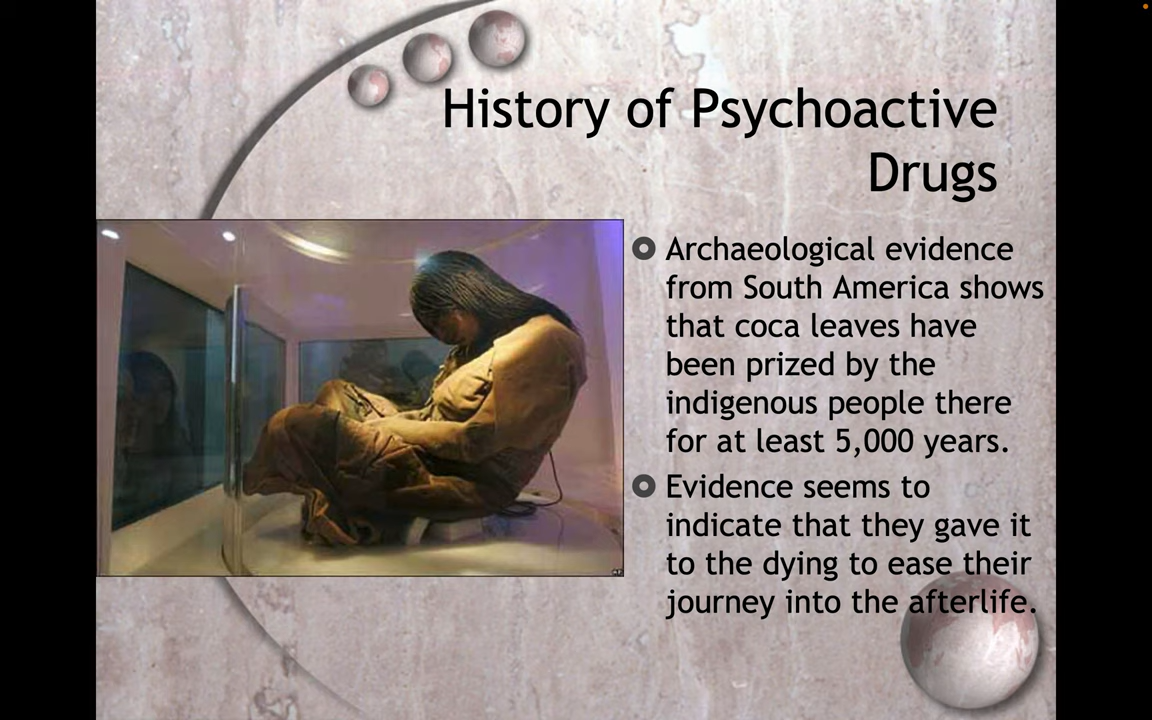 History of Psychoactive
Drugs
Archaeological evidence
from South America shows
that coca leaves have
been prized by the
indigenous people there
for at least 5,000 years.
Evidence seems to
indicate that they gave it
to the dying to ease their
journey into the afterlife.